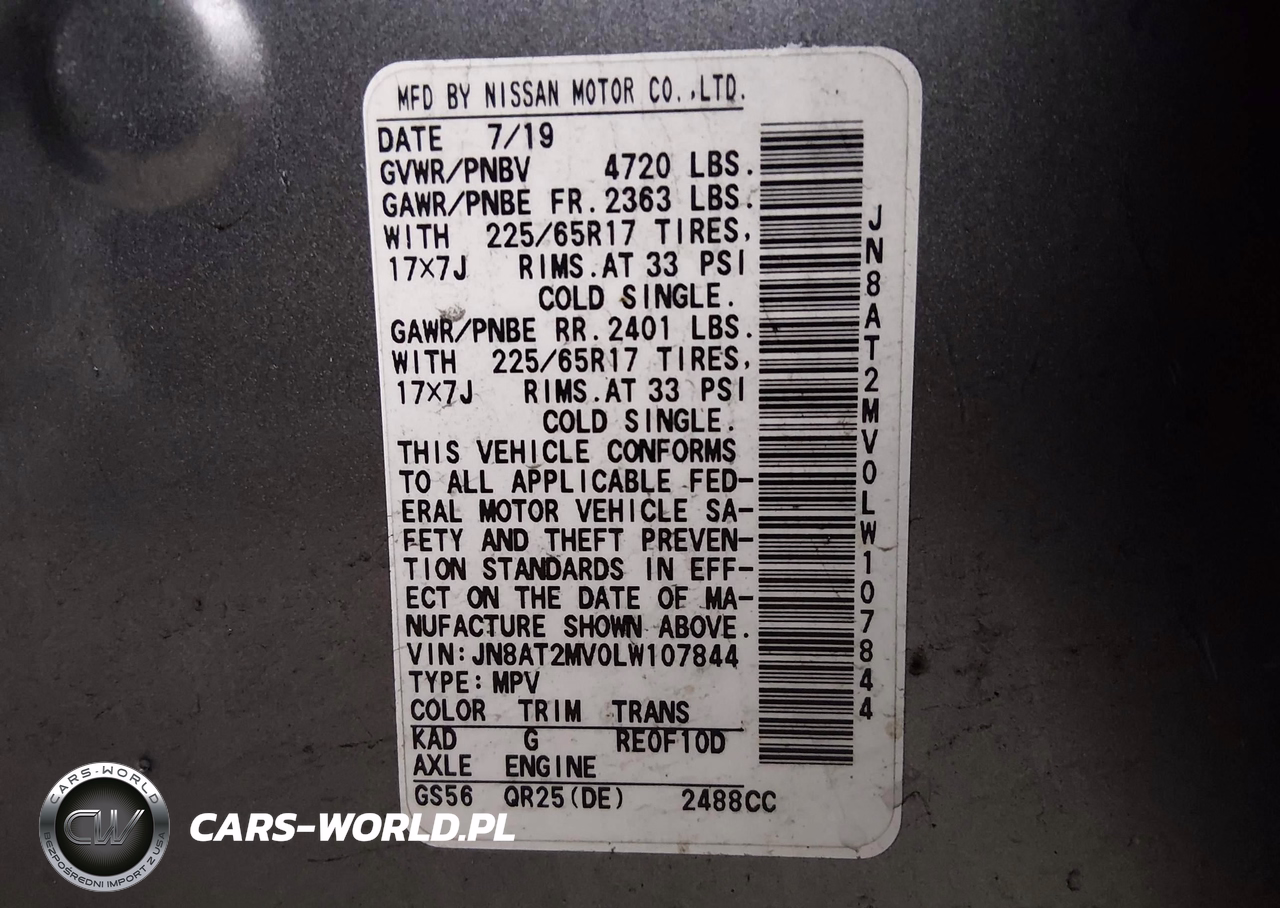 MFD BY NISSAN MOTOR CO.,LTD.
DATE 7/19
GVWR/PNBV 4720 LBS.
GAWR/PNBE FR. 2363 LBS.
WITH 225/65R17 TIRES,
17×7J RIMS. AT 33 PSI
COLD SINGLE.
GAWR/PNBE RR. 2401 LBS.
WITH 225/65R17 TIRES,
17×7J RIMS. AT 33 PSI
COLD SINGLE.
THIS VEHICLE CONFORMS
TO ALL APPLICABLE FED-
ERAL MOTOR VEHICLE SA-
FETY AND THEFT PREVEN-
TION STANDARDS IN EFF-
ECT ON THE DATE OF MA-
NUFACTURE SHOWN ABOVE.
VIN: JN8AT2MV0LW107844
TYPE: MPV
COLOR TRIM TRANS
KAD G RE0F10D
AXLE ENGINE
GS56 QR25(DE) 2488CC
JN8AT2MV0LW107844
CARS-WORLD
CW
BEZPOŚREDNI IMPORT Z USA
CARS-WORLD.PL